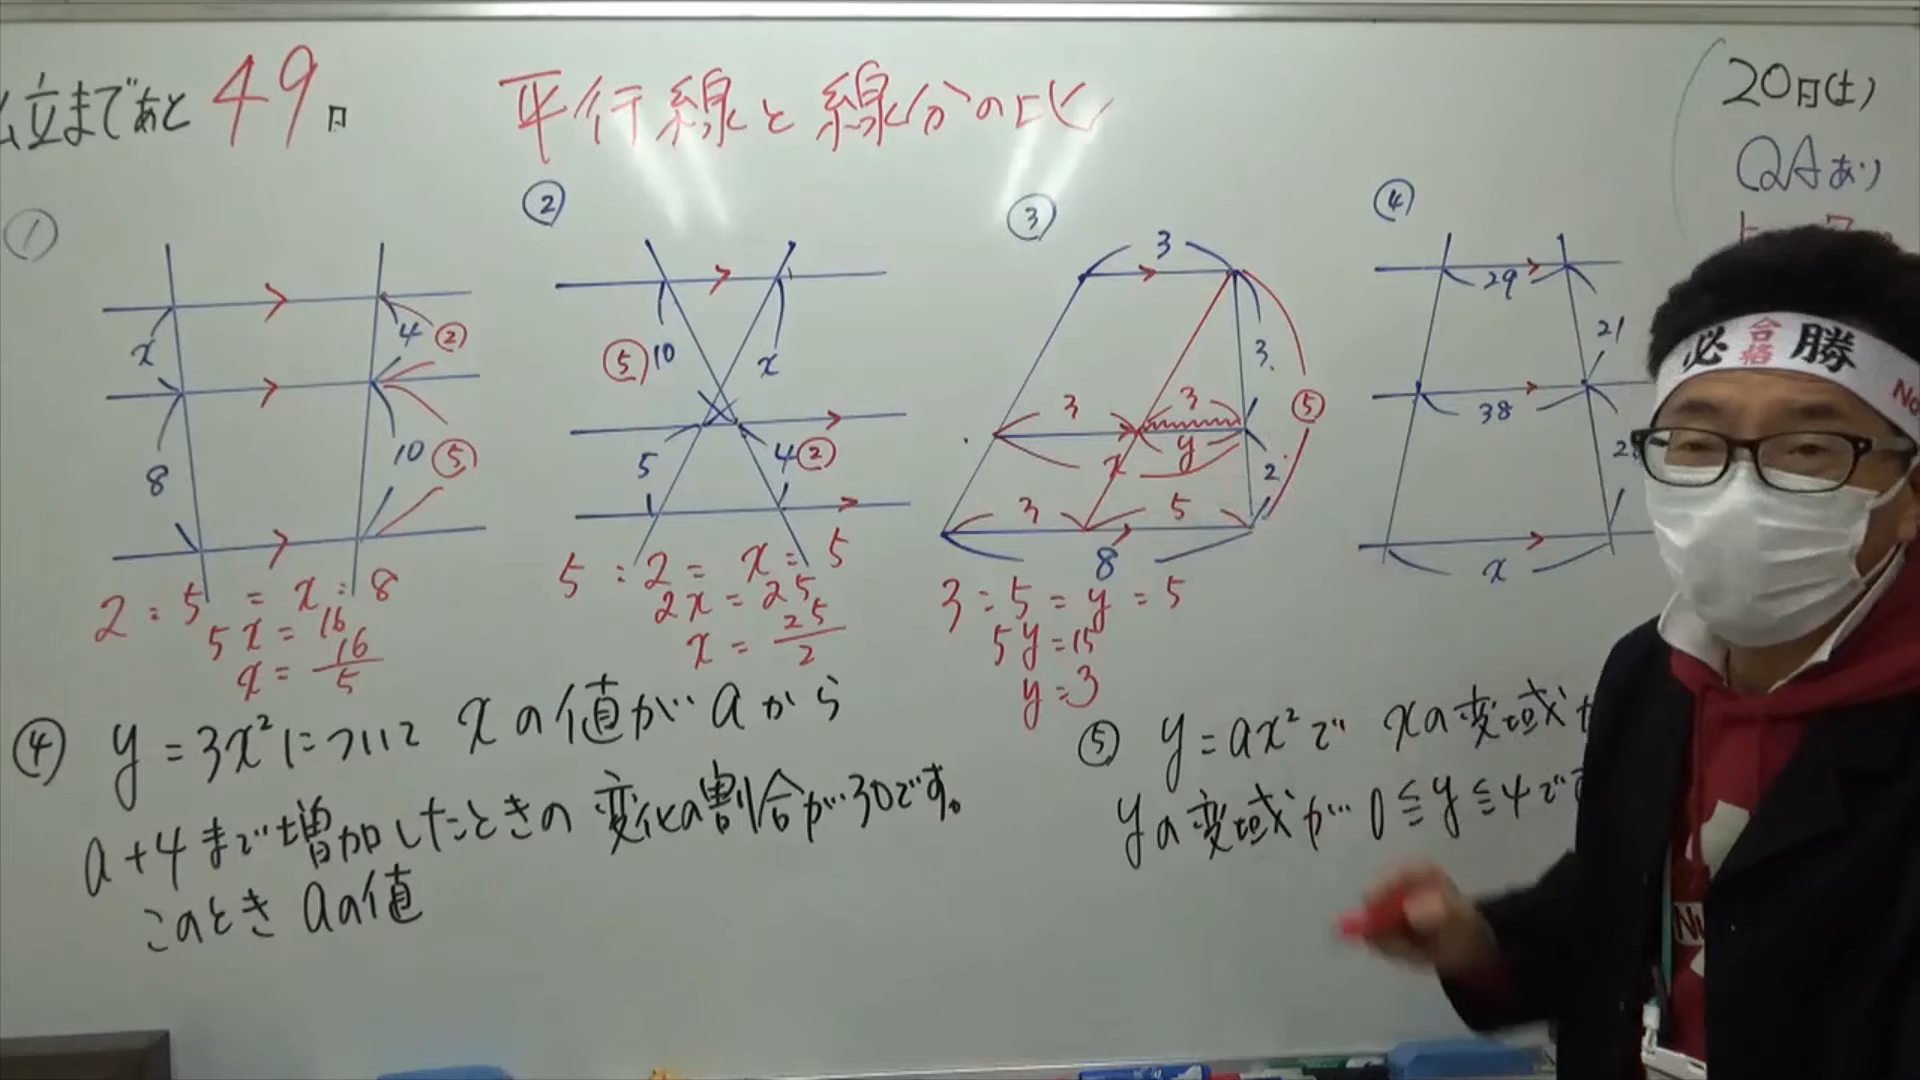 立まであと 49日
平行線と線分の比
20日(土)
QAあり
①
x
8
4 ②
10 ⑤
2 : 5 = x : 8
5x = 16
x = 16/5
②
⑤ 10
x
5
4 ②
5 : 2 = x : 5
2x = 25
x = 25/2
③
3
3
⑤
3
3
y
x
2
3
5
8
3 : 5 = y : 5
5y = 15
y = 3
④
29
21
38
x
必 合格 勝
No
④ y = 3x² について xの値が aから
a+4まで増加したときの 変化の割合が 30です。
このとき aの値
⑤ y = ax² で xの変域
yの変域が 0 ≦ y ≦ 4 で